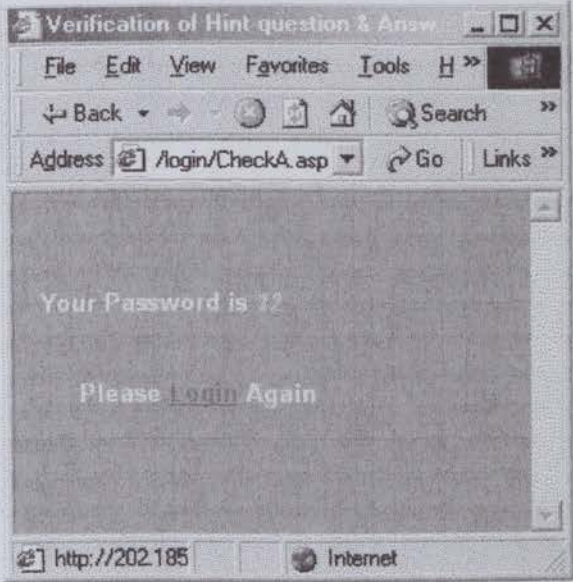 Verification of Hint question & Answ
File Edit View Favorites Tools H »
Back Search »
Address /login/CheckA.asp Go Links »
Your Password is 12
Please Login Again
http://202.185 Internet